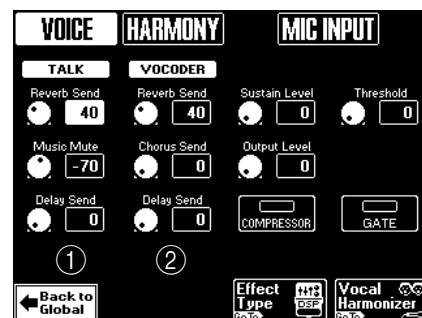 VOICE HARMONY MIC INPUT
TALK VOCODER
Reverb Send Reverb Send Sustain Level Threshold
40 40 0 0
Music Mute Chorus Send Output Level
-70 0 0
Delay Send Delay Send
0 0 COMPRESSOR GATE
1 2
Back to Global
Effect Type DSP GoTo
Vocal Harmonizer GoTo